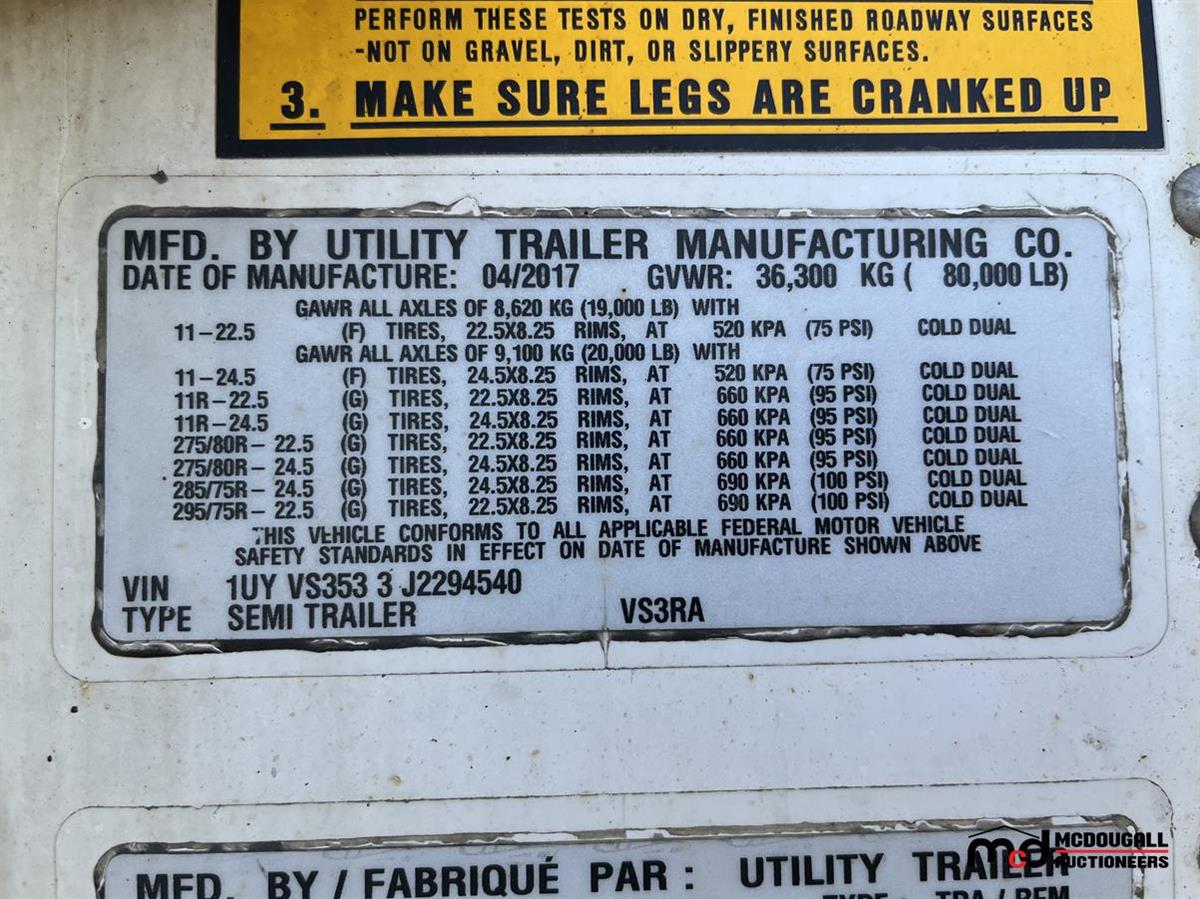 PERFORM THESE TESTS ON DRY, FINISHED ROADWAY SURFACES
-NOT ON GRAVEL, DIRT, OR SLIPPERY SURFACES.
3. MAKE SURE LEGS ARE CRANKED UP
MFD. BY UTILITY TRAILER MANUFACTURING CO.
DATE OF MANUFACTURE: 04/2017 GVWR: 36,300 KG ( 80,000 LB)
GAWR ALL AXLES OF 8,620 KG (19,000 LB) WITH
11-22.5 (F) TIRES, 22.5X8.25 RIMS, AT 520 KPA (75 PSI) COLD DUAL
GAWR ALL AXLES OF 9,100 KG (20,000 LB) WITH
11-24.5 (F) TIRES, 24.5X8.25 RIMS, AT 520 KPA (75 PSI) COLD DUAL
11R-22.5 (G) TIRES, 22.5X8.25 RIMS, AT 660 KPA (95 PSI) COLD DUAL
11R-24.5 (G) TIRES, 24.5X8.25 RIMS, AT 660 KPA (95 PSI) COLD DUAL
275/80R- 22.5 (G) TIRES, 22.5X8.25 RIMS, AT 660 KPA (95 PSI) COLD DUAL
275/80R- 24.5 (G) TIRES, 24.5X8.25 RIMS, AT 660 KPA (95 PSI) COLD DUAL
285/75R- 24.5 (G) TIRES, 24.5X8.25 RIMS, AT 690 KPA (100 PSI) COLD DUAL
295/75R- 22.5 (G) TIRES, 22.5X8.25 RIMS, AT 690 KPA (100 PSI) COLD DUAL
THIS VEHICLE CONFORMS TO ALL APPLICABLE FEDERAL MOTOR VEHICLE
SAFETY STANDARDS IN EFFECT ON DATE OF MANUFACTURE SHOWN ABOVE
VIN 1UY VS353 3 J2294540
TYPE SEMI TRAILER VS3RA
MFD. BY / FABRIQUÉ PAR : UTILITY TRAILER
TYPE: TRA / REM
McD MCDOUGALL
AUCTIONEERS